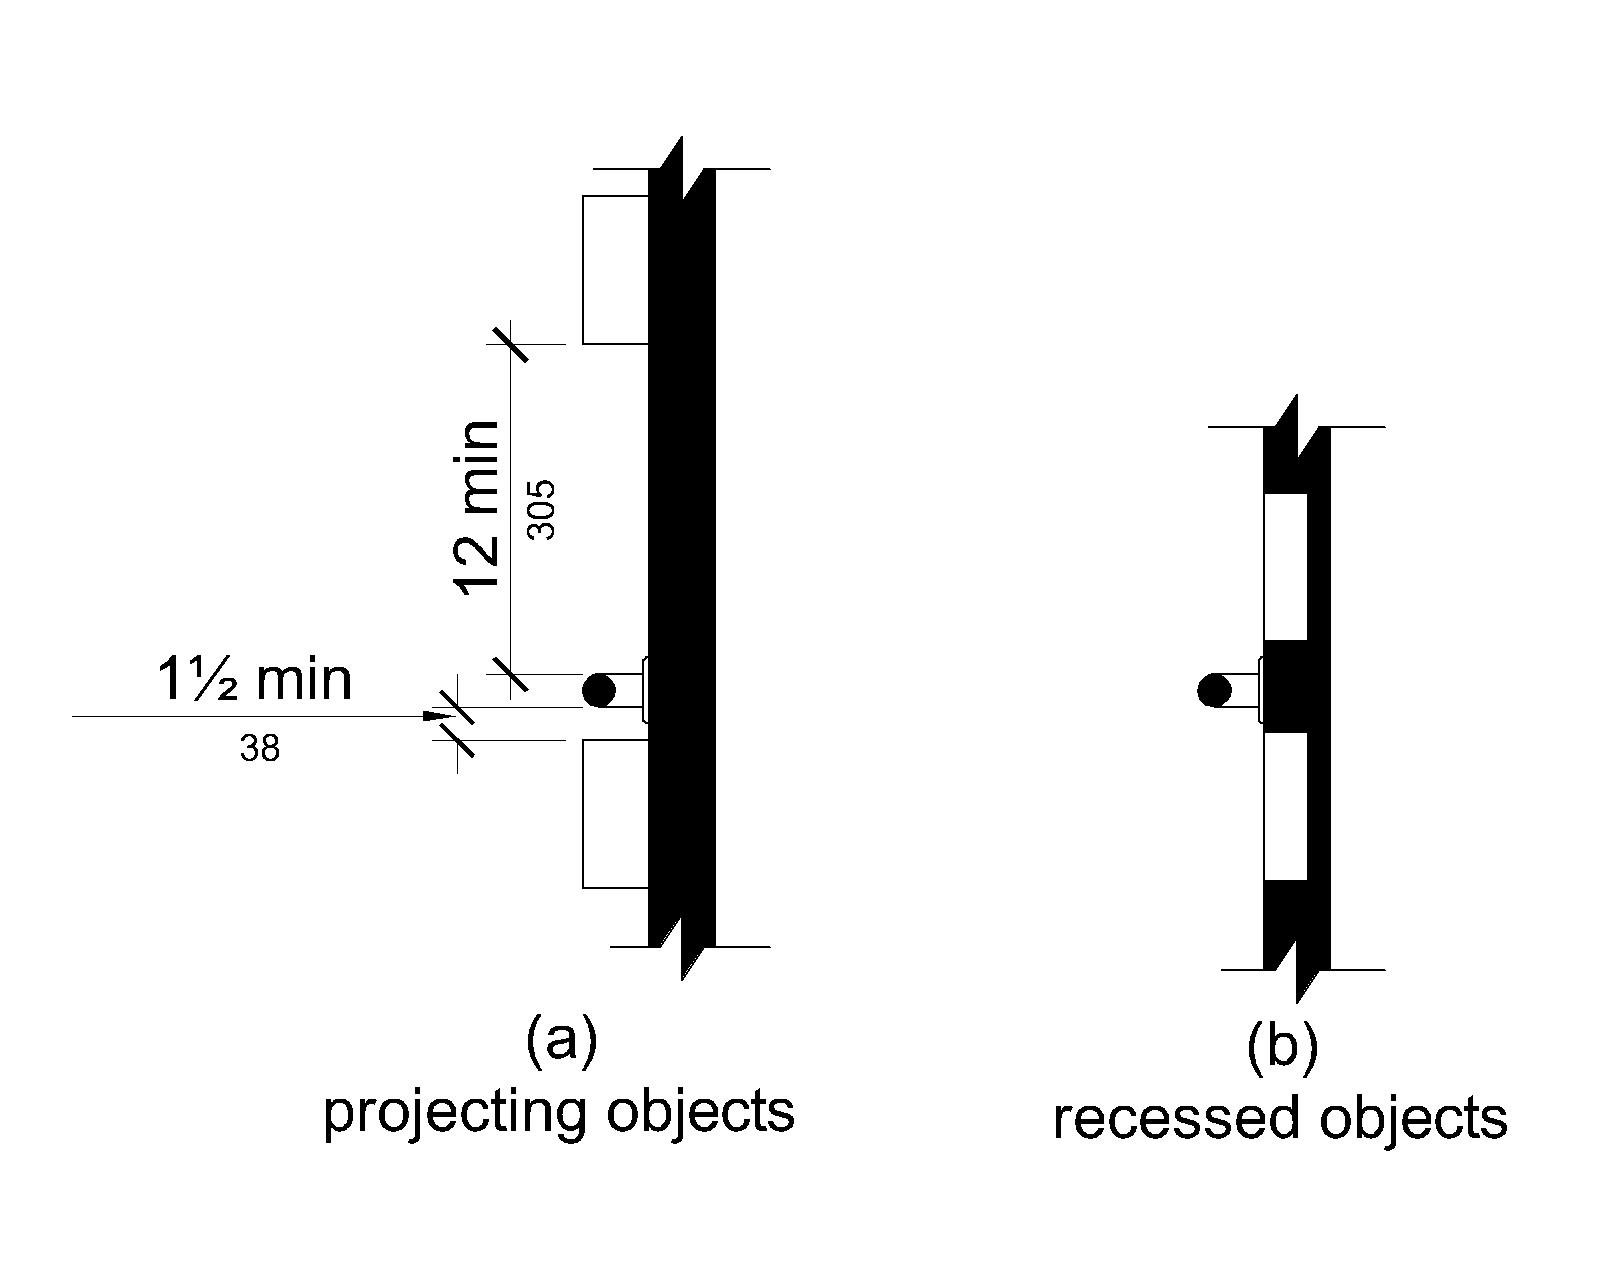 12 min
305
1½ min
38
(a)
projecting objects
(b)
recessed objects